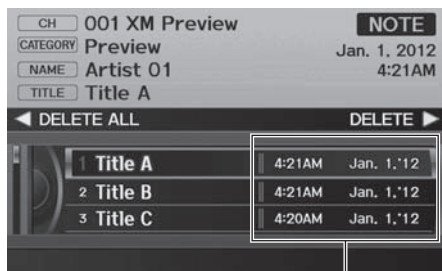 CH 001 XM Preview NOTE
CATEGORY Preview Jan. 1, 2012
NAME Artist 01 4:21AM
TITLE Title A
◀ DELETE ALL DELETE ▶
1 Title A 4:21AM Jan. 1,'12
2 Title B 4:21AM Jan. 1,'12
3 Title C 4:20AM Jan. 1,'12